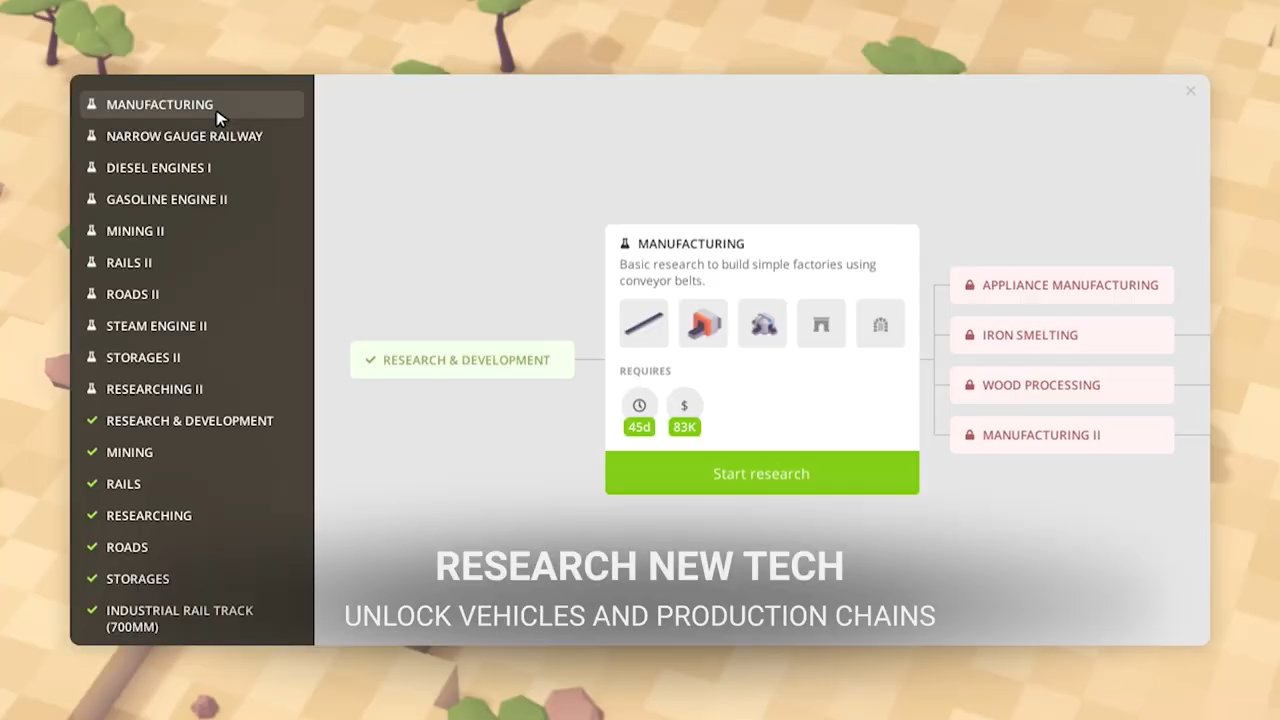 MANUFACTURING
NARROW GAUGE RAILWAY
DIESEL ENGINES I
GASOLINE ENGINE II
MINING II
RAILS II
ROADS II
STEAM ENGINE II
STORAGES II
RESEARCHING II
RESEARCH & DEVELOPMENT
MINING
RAILS
RESEARCHING
ROADS
STORAGES
INDUSTRIAL RAIL TRACK
(700MM)
RESEARCH & DEVELOPMENT
MANUFACTURING
Basic research to build simple factories using
conveyor belts.
REQUIRES
$
45d 83K
Start research
APPLIANCE MANUFACTURING
IRON SMELTING
WOOD PROCESSING
MANUFACTURING II
RESEARCH NEW TECH
UNLOCK VEHICLES AND PRODUCTION CHAINS